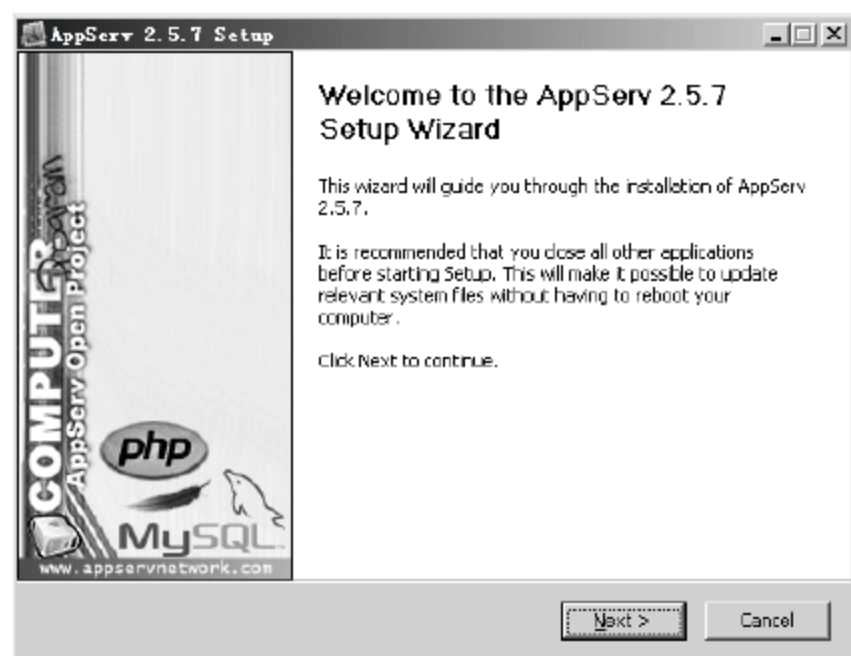 AppServ 2.5.7 Setup
Welcome to the AppServ 2.5.7
Setup Wizard
This wizard will guide you through the installation of AppServ
2.5.7.
It is recommended that you close all other applications
before starting Setup. This will make it possible to update
relevant system files without having to reboot your
computer.
Click Next to continue.
COMPUTER
Program
AppServ Open Project
php
MySQL
www.appservnetwork.com
Next >
Cancel